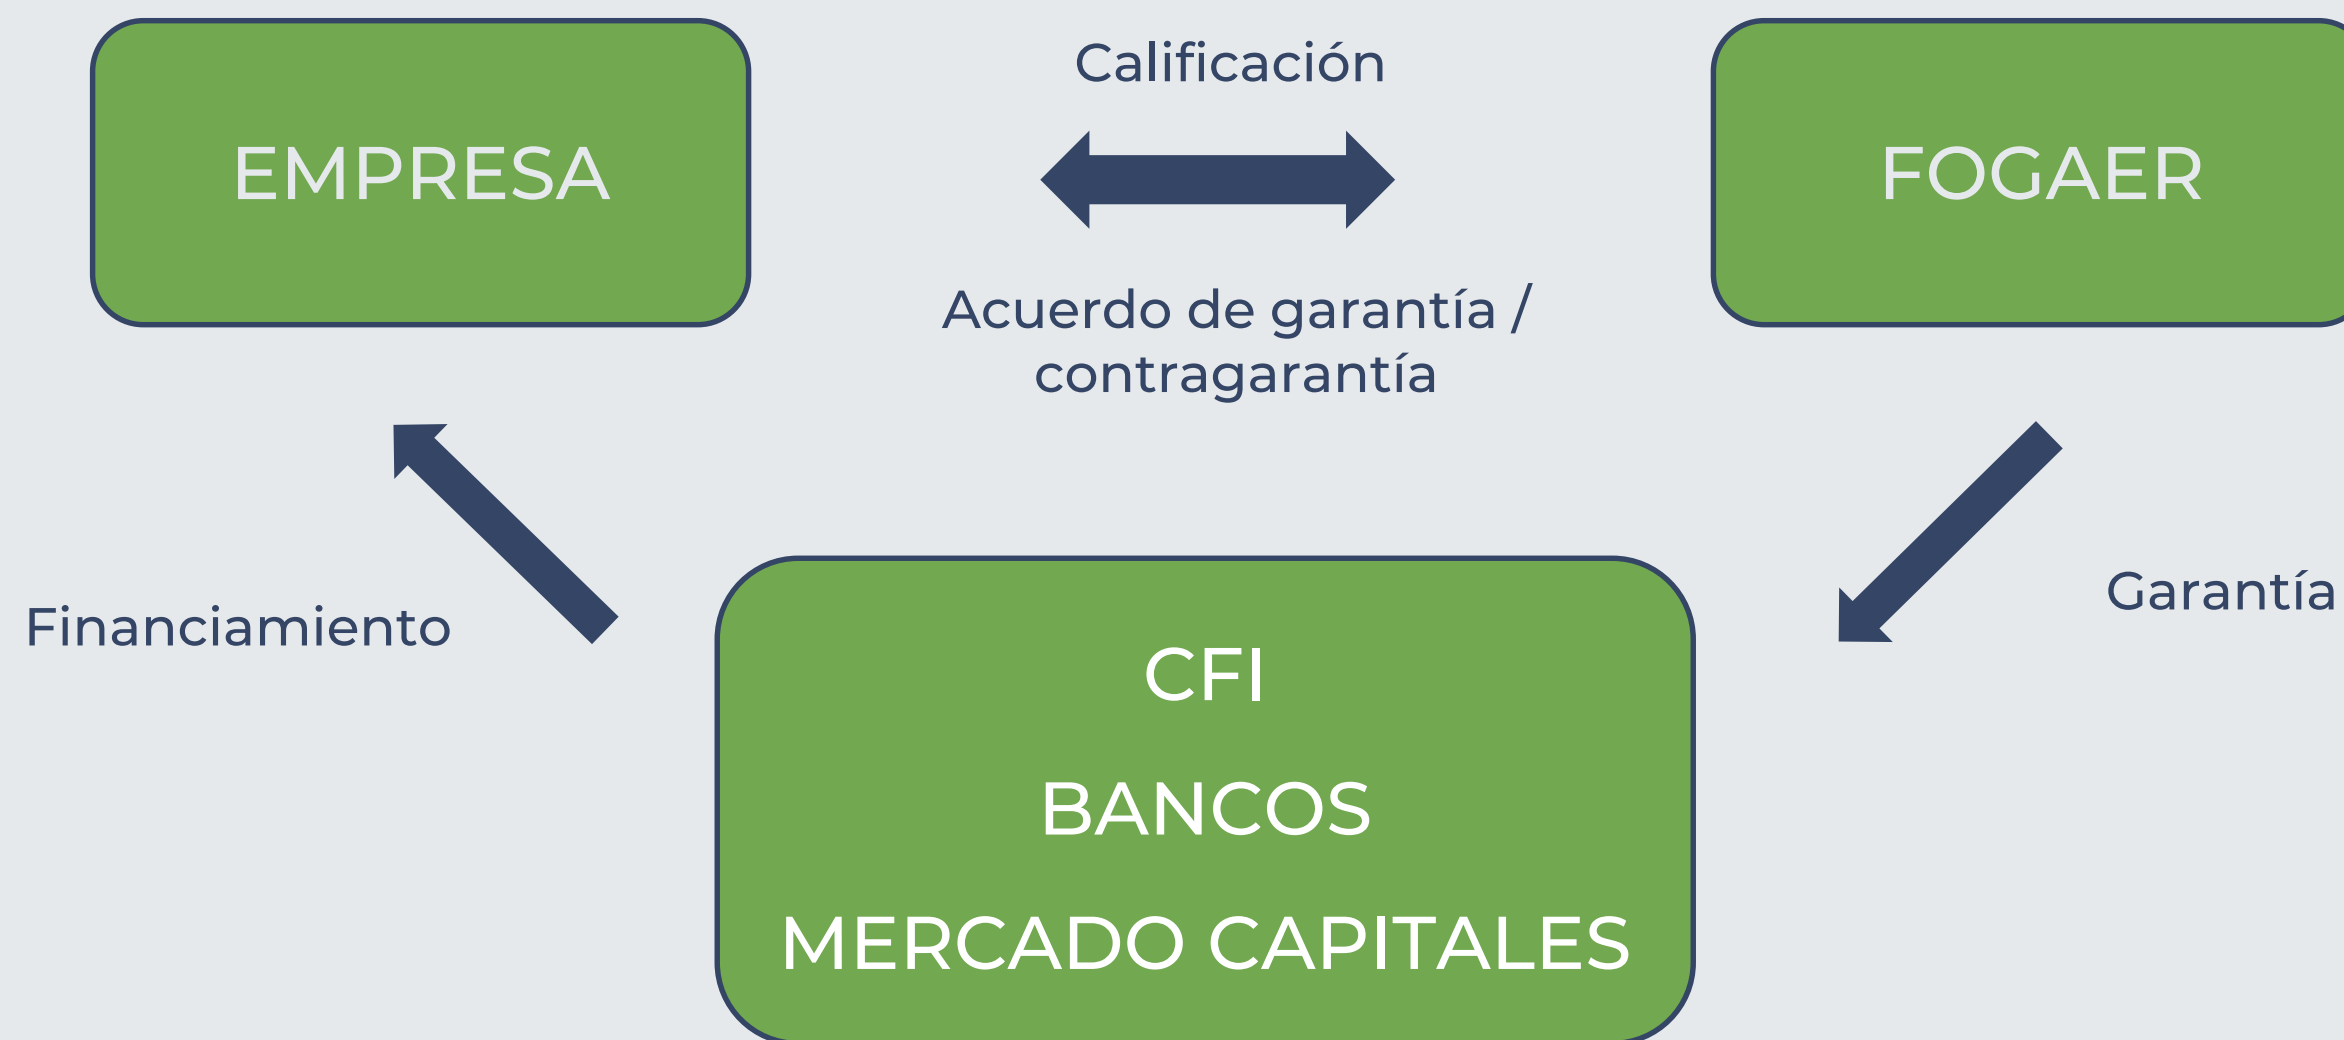 EMPRESA
Calificación
FOGAER
Acuerdo de garantía /
contragarantía
Financiamiento
Garantía
CFI
BANCOS
MERCADO CAPITALES